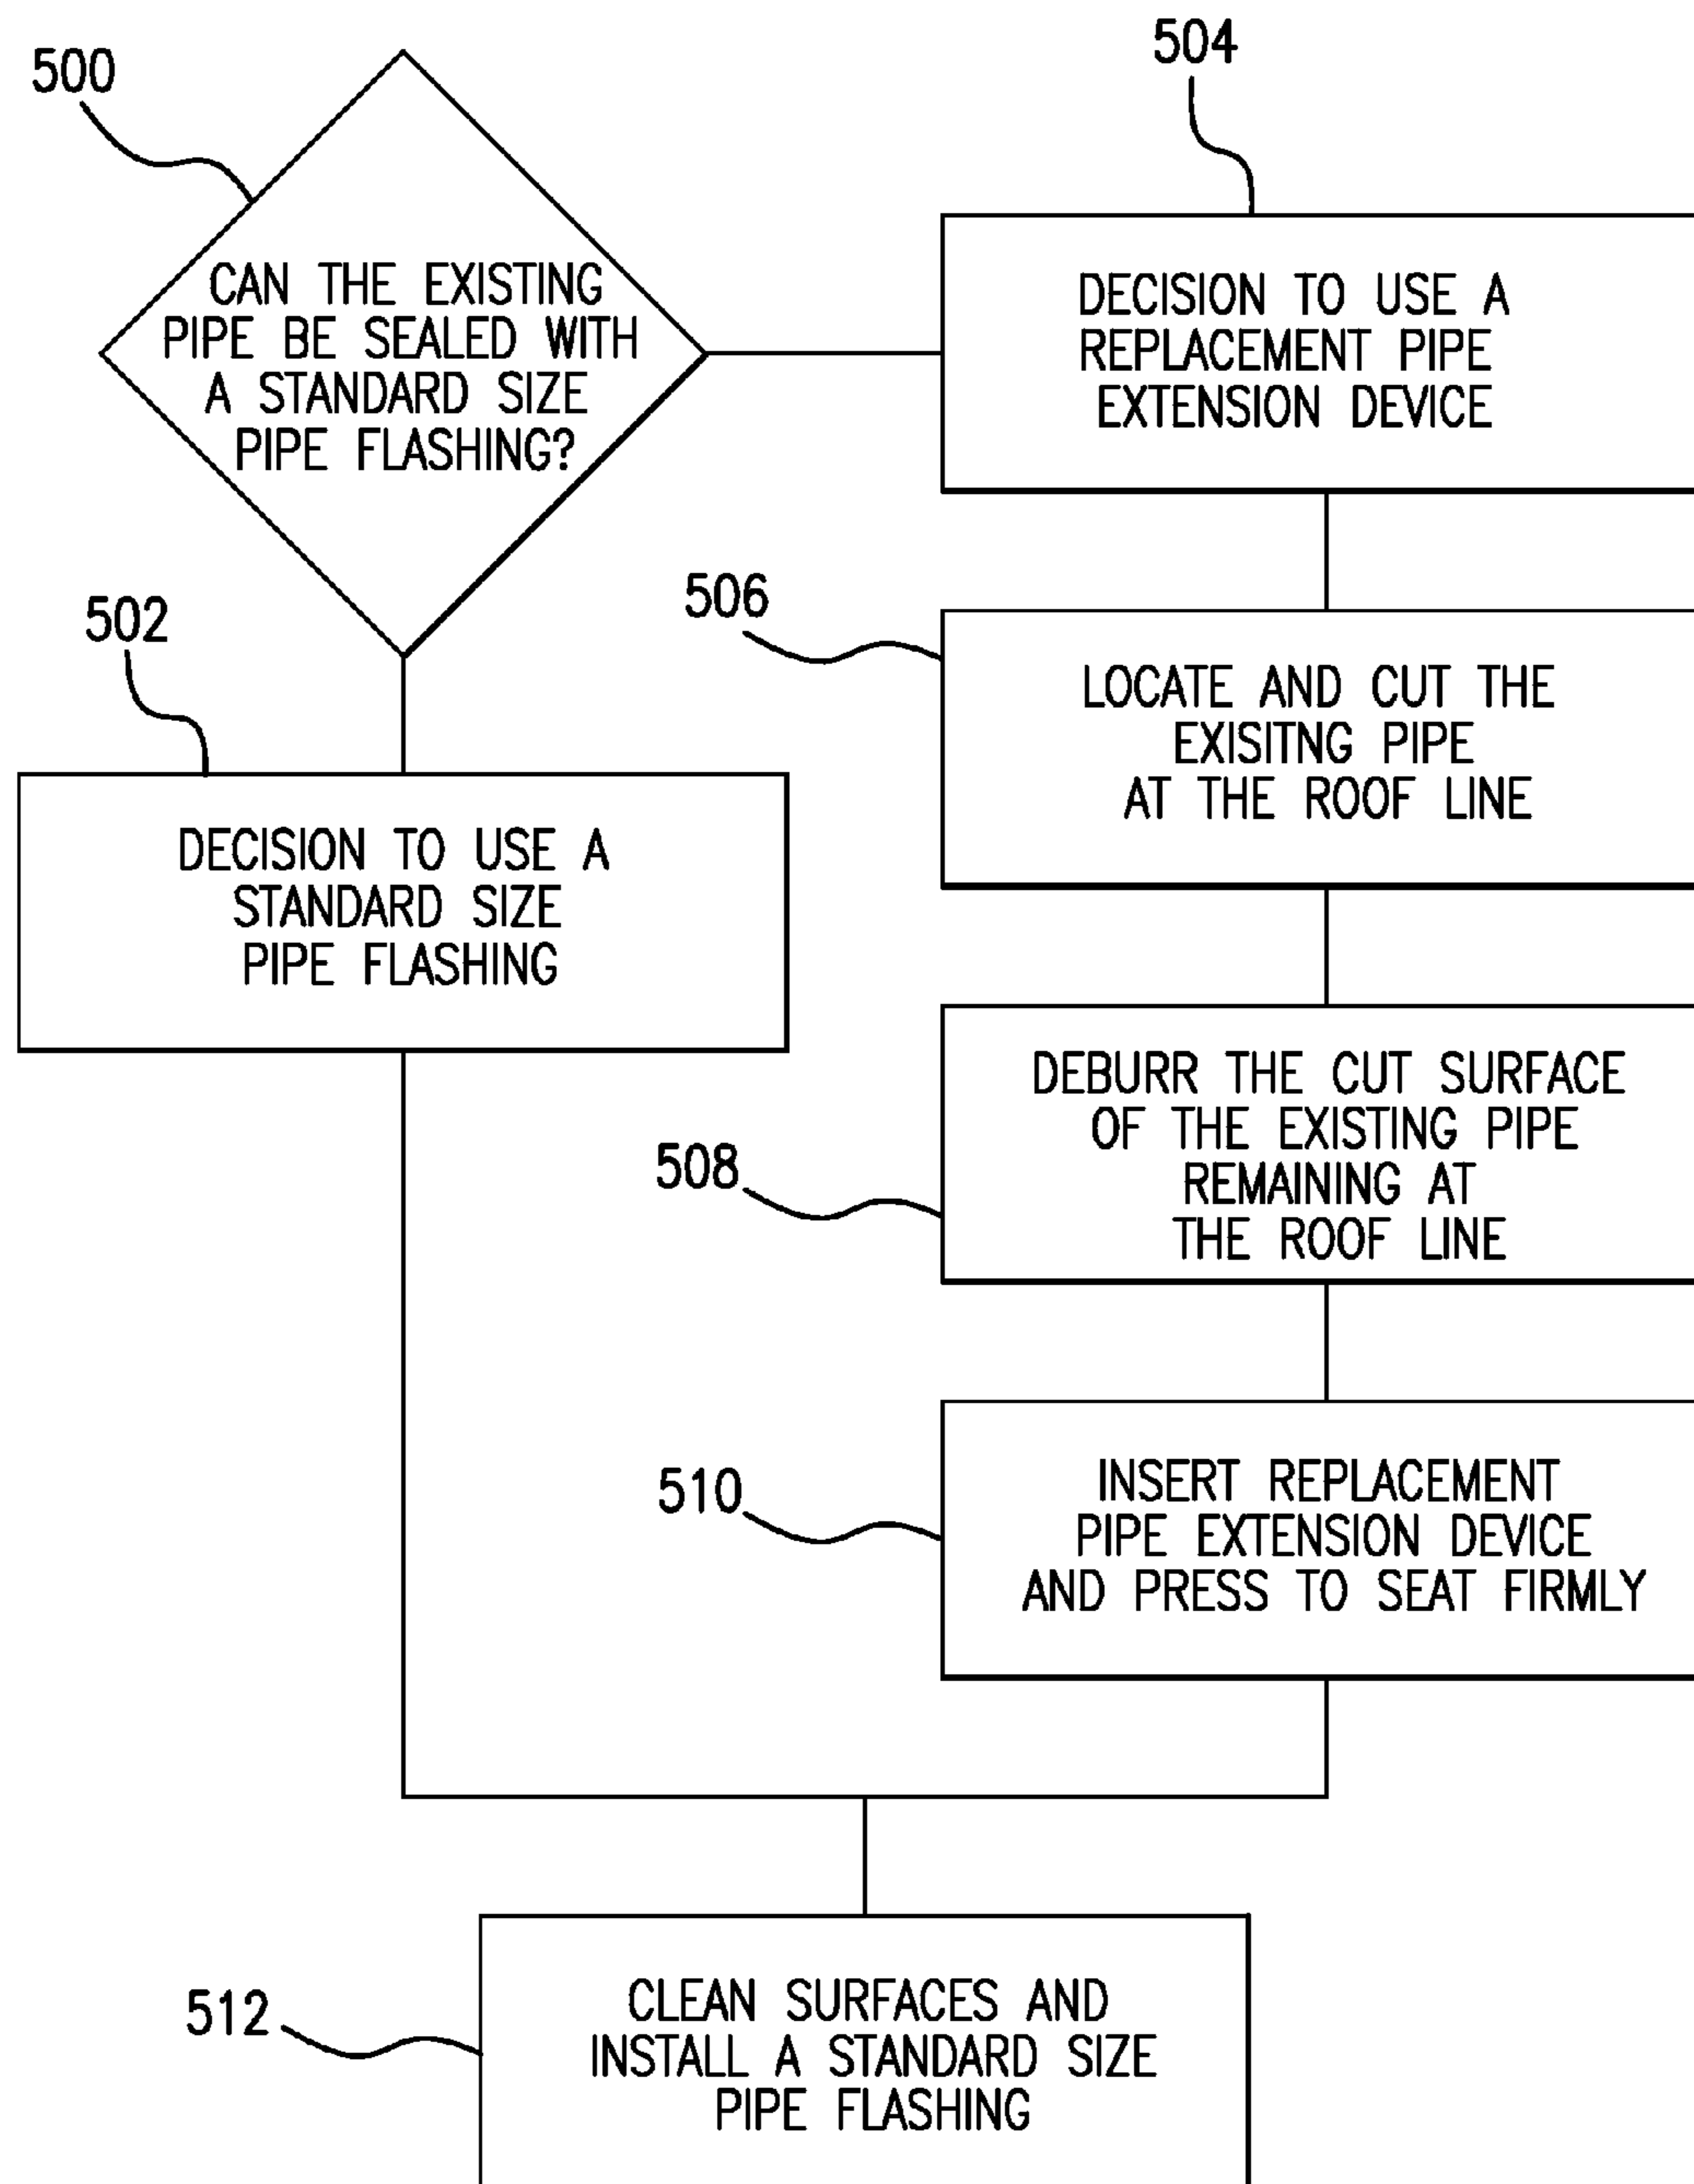 500
CAN THE EXISTING
PIPE BE SEALED WITH
A STANDARD SIZE
PIPE FLASHING?
504
DECISION TO USE A
REPLACEMENT PIPE
EXTENSION DEVICE
502
DECISION TO USE A
STANDARD SIZE
PIPE FLASHING
506
LOCATE AND CUT THE
EXISITNG PIPE
AT THE ROOF LINE
508
DEBURR THE CUT SURFACE
OF THE EXISTING PIPE
REMAINING AT
THE ROOF LINE
510
INSERT REPLACEMENT
PIPE EXTENSION DEVICE
AND PRESS TO SEAT FIRMLY
512
CLEAN SURFACES AND
INSTALL A STANDARD SIZE
PIPE FLASHING